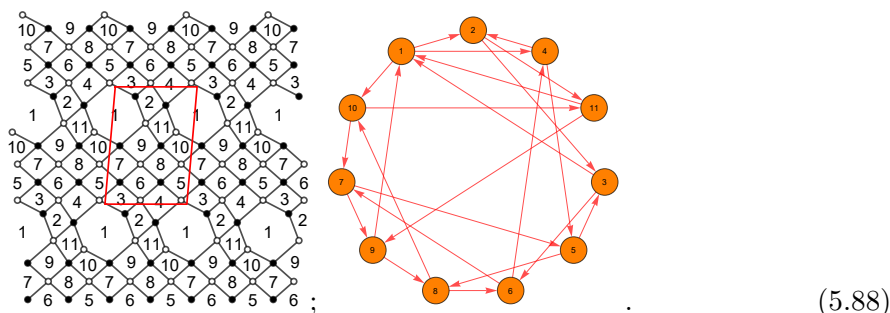 10 9 10 9 10 9 10
7 8 7 8 7 8 7
5 6 5 6 5 6 5
3 4 3 4 3 4 3
2 2 2
1 1 1 1
11 11 11
10 9 10 9 10 9 10
7 8 7 8 7 8 7
5 6 5 6 5 6 5 6
3 4 3 4 3 4 3
2 2 2 2
1 1 1 1
11 11 11
9 10 9 10 9 10 9
7 8 7 8 7 8 7
6 5 6 5 6 5 6
;
2
1 4
10 11
7 3
9 5
8 6
. (5.88)